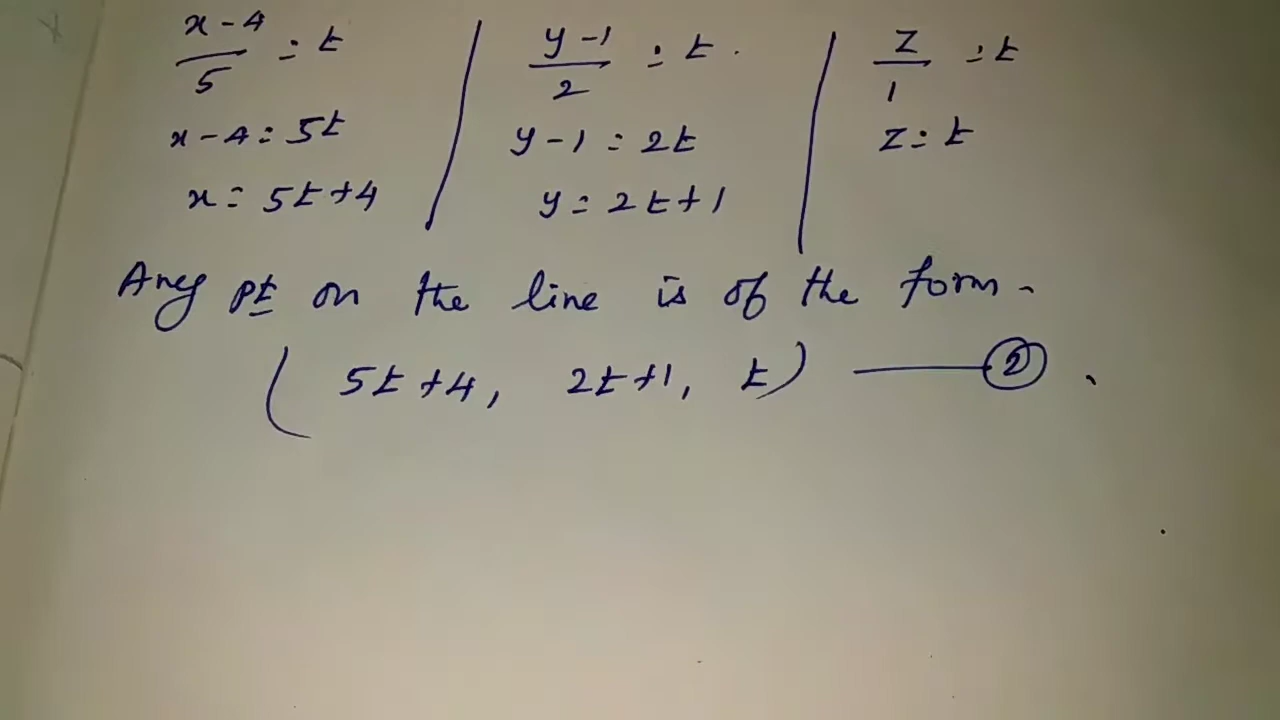 x-4/5 = t | y-1/2 = t. | z/1 = t
x-4 = 5t | y-1 = 2t | z = t
x = 5t+4 | y = 2t+1
Any pt on the line is of the form.
(5t+4, 2t+1, t) —— ②.